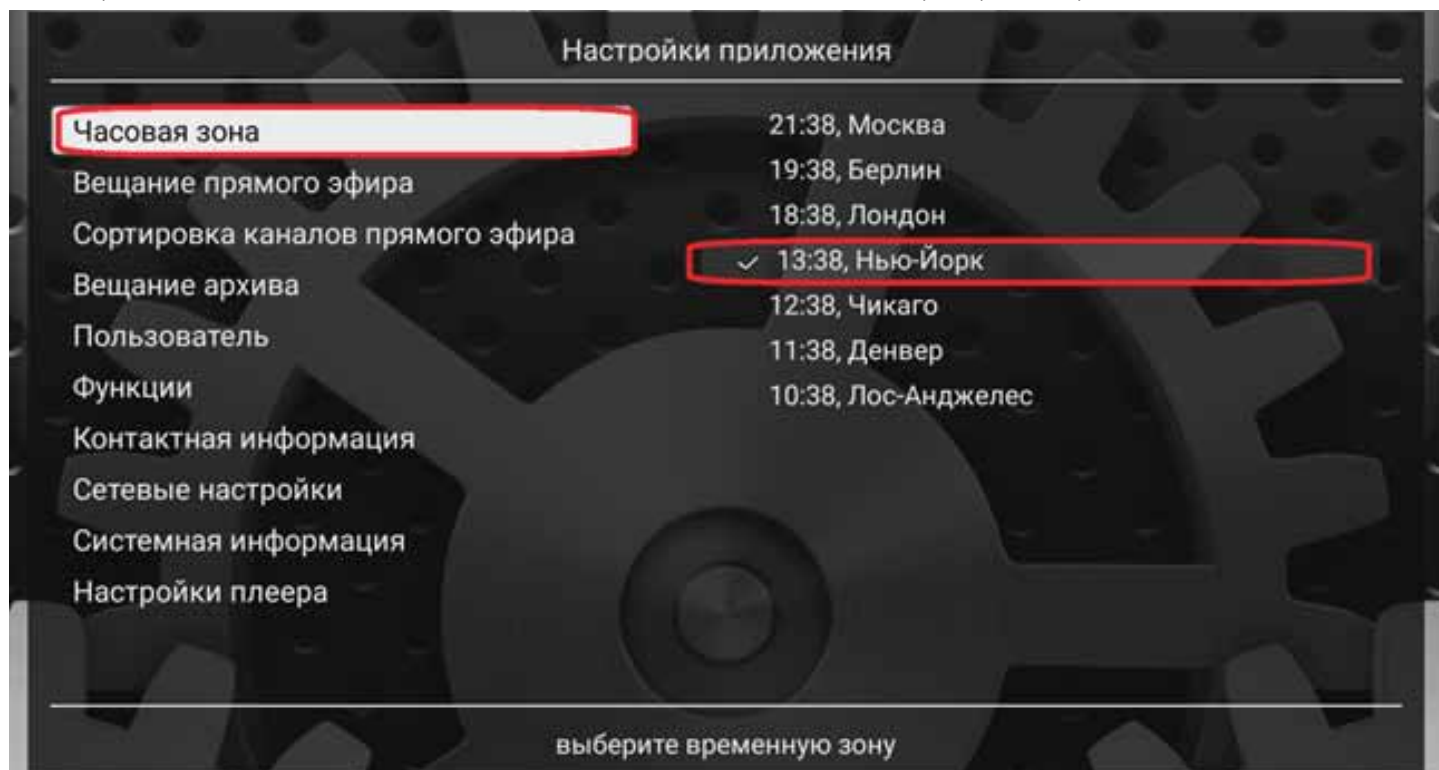 Настройки приложения
Часовая зона
Вещание прямого эфира
Сортировка каналов прямого эфира
Вещание архива
Пользователь
Функции
Контактная информация
Сетевые настройки
Системная информация
Настройки плеера
21:38, Москва
19:38, Берлин
18:38, Лондон
✓ 13:38, Нью-Йорк
12:38, Чикаго
11:38, Денвер
10:38, Лос-Анджелес
выберите временную зону